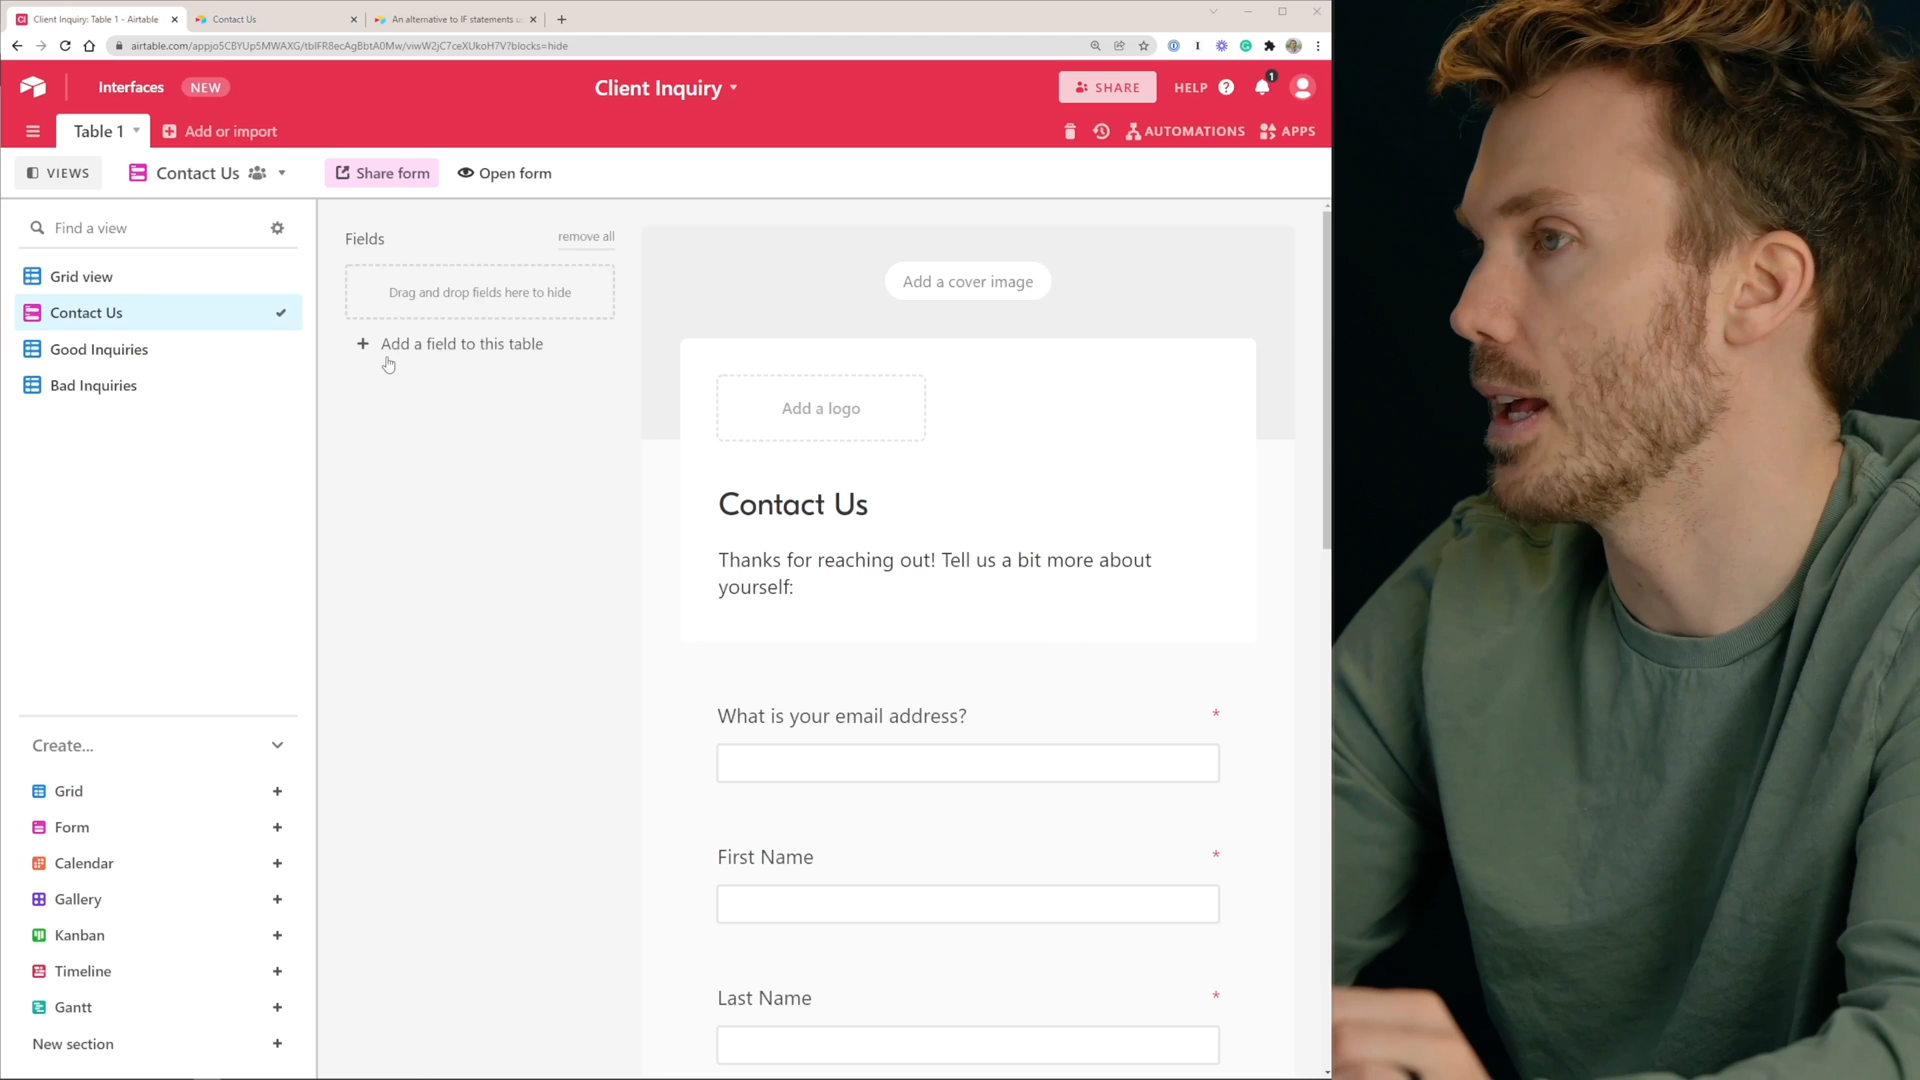 Client Inquiry: Table 1 - Airtable
Contact Us
An alternative to IF statements u
airtable.com/appjo5CBYUp5MWAXG/tblFR8ecAgBbtA0Mw/viwW2jC7ceXUkoH7V?blocks=hide
Interfaces
NEW
Client Inquiry
SHARE
HELP
1
Table 1
Add or import
AUTOMATIONS
APPS
VIEWS
Contact Us
Share form
Open form
Find a view
Grid view
Contact Us
Good Inquiries
Bad Inquiries
Create...
Grid
Form
Calendar
Gallery
Kanban
Timeline
Gantt
New section
Fields
remove all
Drag and drop fields here to hide
+ Add a field to this table
Add a cover image
Add a logo
Contact Us
Thanks for reaching out! Tell us a bit more about
yourself:
What is your email address? *
First Name *
Last Name *